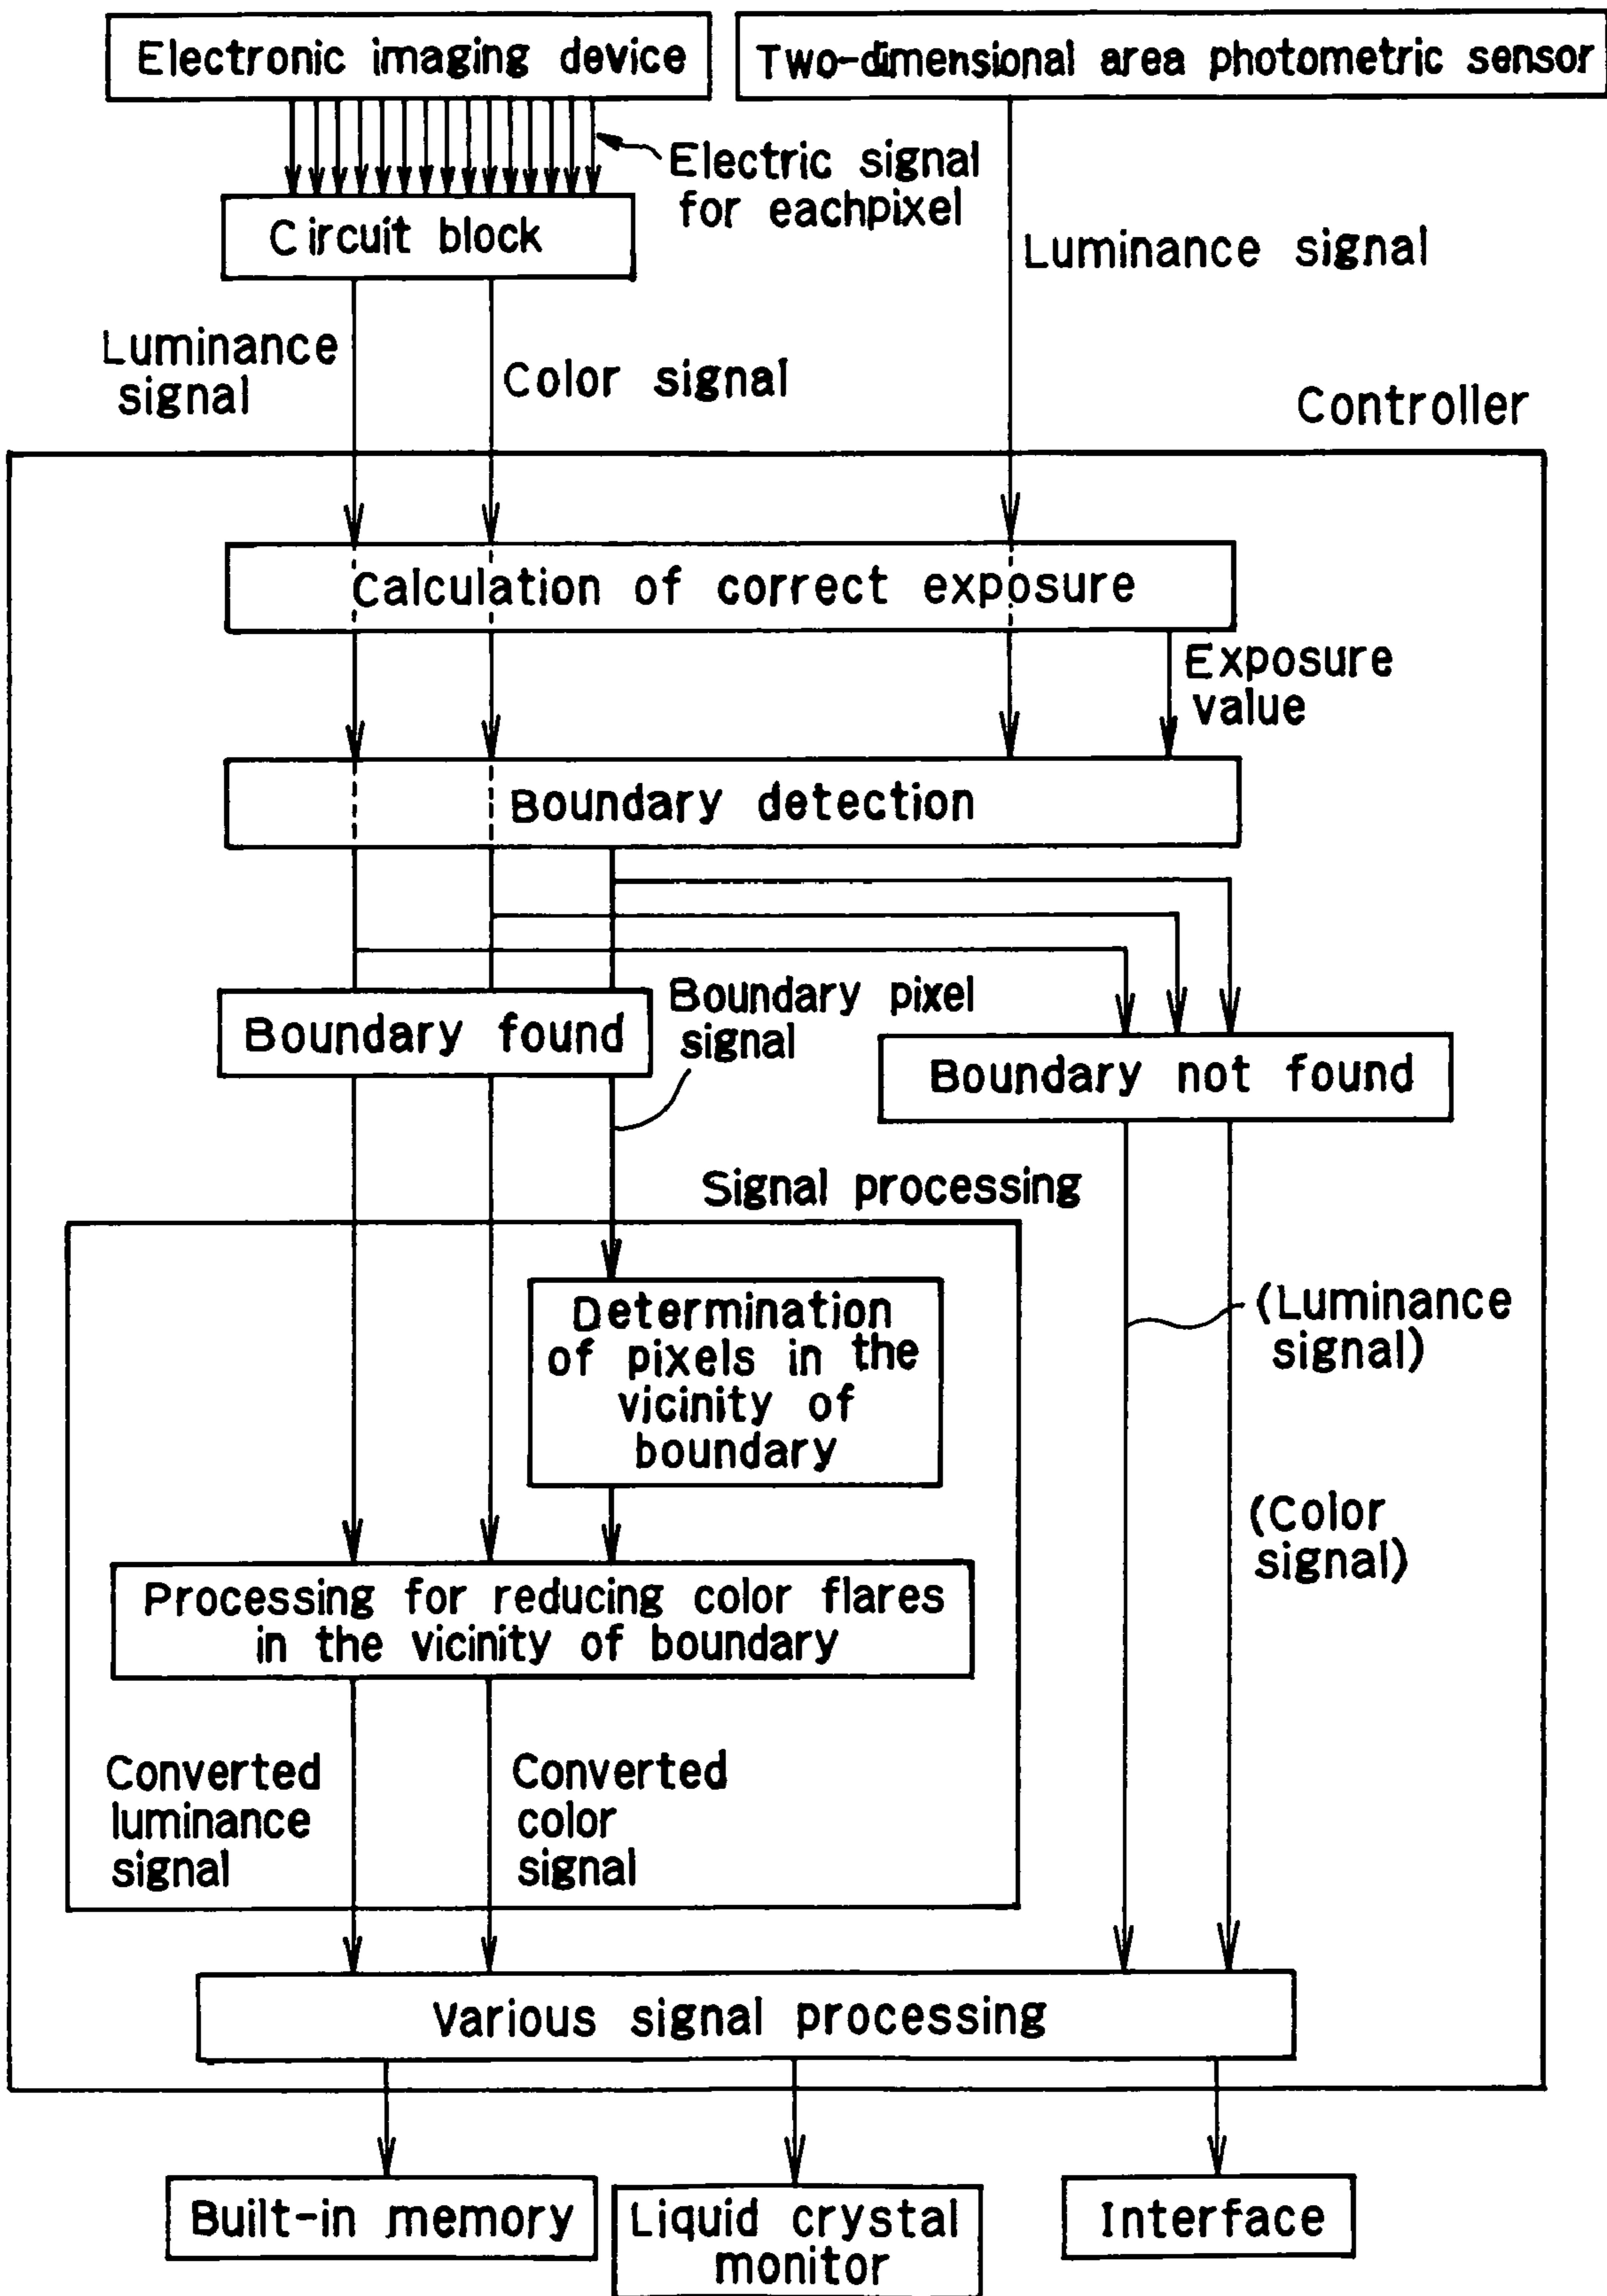 Electronic imaging device
Two-dimensional area photometric sensor
Electric signal
for eachpixel
Circuit block
Luminance signal
Luminance
signal
Color signal
Controller
Calculation of correct exposure
Exposure
value
Boundary detection
Boundary found
Boundary pixel
signal
Boundary not found
Signal processing
Determination
of pixels in the
vicinity of
boundary
(Luminance
signal)
(Color
signal)
Processing for reducing color flares
in the vicinity of boundary
Converted
luminance
signal
Converted
color
signal
Various signal processing
Built-in memory
Liquid crystal
monitor
Interface